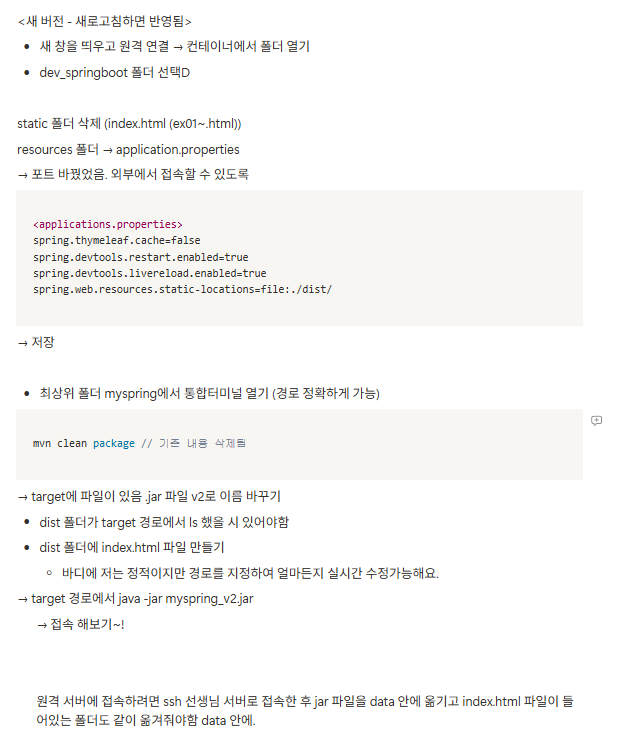 <새 버전 - 새로고침하면 반영됨>
• 새 창을 띄우고 원격 연결 → 컨테이너에서 폴더 열기
• dev_springboot 폴더 선택D
static 폴더 삭제 (index.html (ex01~.html))
resources 폴더 → application.properties
→ 포트 바꿨었음. 외부에서 접속할 수 있도록
<applications.properties>
spring.thymeleaf.cache=false
spring.devtools.restart.enabled=true
spring.devtools.livereload.enabled=true
spring.web.resources.static-locations=file:./dist/
→ 저장
• 최상위 폴더 myspring에서 통합터미널 열기 (경로 정확하게 가능)
mvn clean package // 기존 내용 삭제됨
→ target에 파일이 있음 .jar 파일 v2로 이름 바꾸기
• dist 폴더가 target 경로에서 ls 했을 시 있어야함
• dist 폴더에 index.html 파일 만들기
◦ 바디에 저는 정적이지만 경로를 지정하여 얼마든지 실시간 수정가능해요.
→ target 경로에서 java -jar myspring_v2.jar
→ 접속 해보기~!
원격 서버에 접속하려면 ssh 선생님 서버로 접속한 후 jar 파일을 data 안에 옮기고 index.html 파일이 들
어있는 폴더도 같이 옮겨줘야함 data 안에.